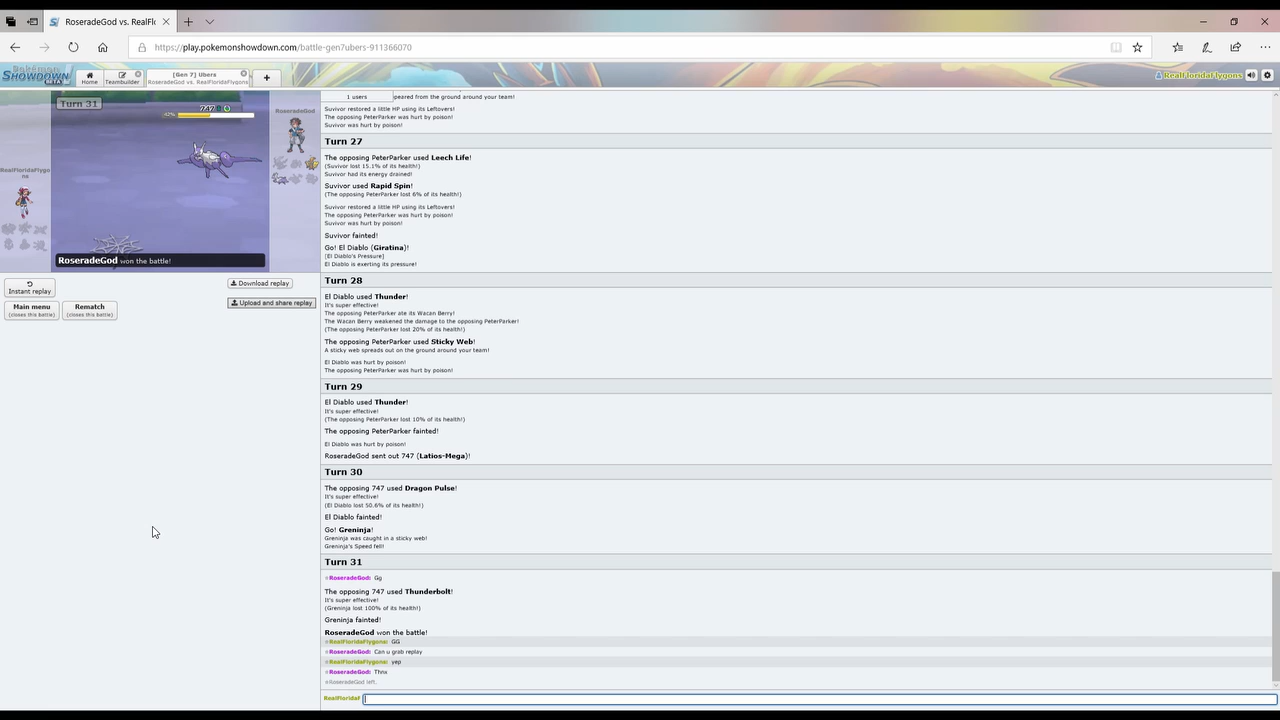 RoseradeGod vs. RealFlo
https://play.pokemonshowdown.com/battle-gen7ubers-911366070
Pokémon
SHOWDOWN
BETA
Home
Teambuilder
[Gen 7] Ubers
RoseradeGod vs. RealFloridaFlygons
RealFloridaFlygons
Turn 31
747
42%
RoseradeGod
RealFloridaFlygo
ns
RoseradeGod won the battle!
Instant replay
Download replay
Upload and share replay
Main menu
(closes this battle)
Rematch
(closes this battle)
1 users
peared from the ground around your team!
Suvivor restored a little HP using its Leftovers!
The opposing PeterParker was hurt by poison!
Suvivor was hurt by poison!
Turn 27
The opposing PeterParker used Leech Life!
(Suvivor lost 15.1% of its health!)
Suvivor had its energy drained!
Suvivor used Rapid Spin!
(The opposing PeterParker lost 6% of its health!)
Suvivor restored a little HP using its Leftovers!
The opposing PeterParker was hurt by poison!
Suvivor was hurt by poison!
Suvivor fainted!
Go! El Diablo (Giratina)!
[El Diablo's Pressure]
El Diablo is exerting its pressure!
Turn 28
El Diablo used Thunder!
It's super effective!
The opposing PeterParker ate its Wacan Berry!
The Wacan Berry weakened the damage to the opposing PeterParker!
(The opposing PeterParker lost 20% of its health!)
The opposing PeterParker used Sticky Web!
A sticky web spreads out on the ground around your team!
El Diablo was hurt by poison!
The opposing PeterParker was hurt by poison!
Turn 29
El Diablo used Thunder!
It's super effective!
(The opposing PeterParker lost 10% of its health!)
The opposing PeterParker fainted!
El Diablo was hurt by poison!
RoseradeGod sent out 747 (Latios-Mega)!
Turn 30
The opposing 747 used Dragon Pulse!
It's super effective!
(El Diablo lost 50.6% of its health!)
El Diablo fainted!
Go! Greninja!
Greninja was caught in a sticky web!
Greninja's Speed fell!
Turn 31
RoseradeGod: Gg
The opposing 747 used Thunderbolt!
It's super effective!
(Greninja lost 100% of its health!)
Greninja fainted!
RoseradeGod won the battle!
RealFloridaFlygons: GG
RoseradeGod: Can u grab replay
RealFloridaFlygons: yep
RoseradeGod: Thnx
RoseradeGod left.
RealFloridaF